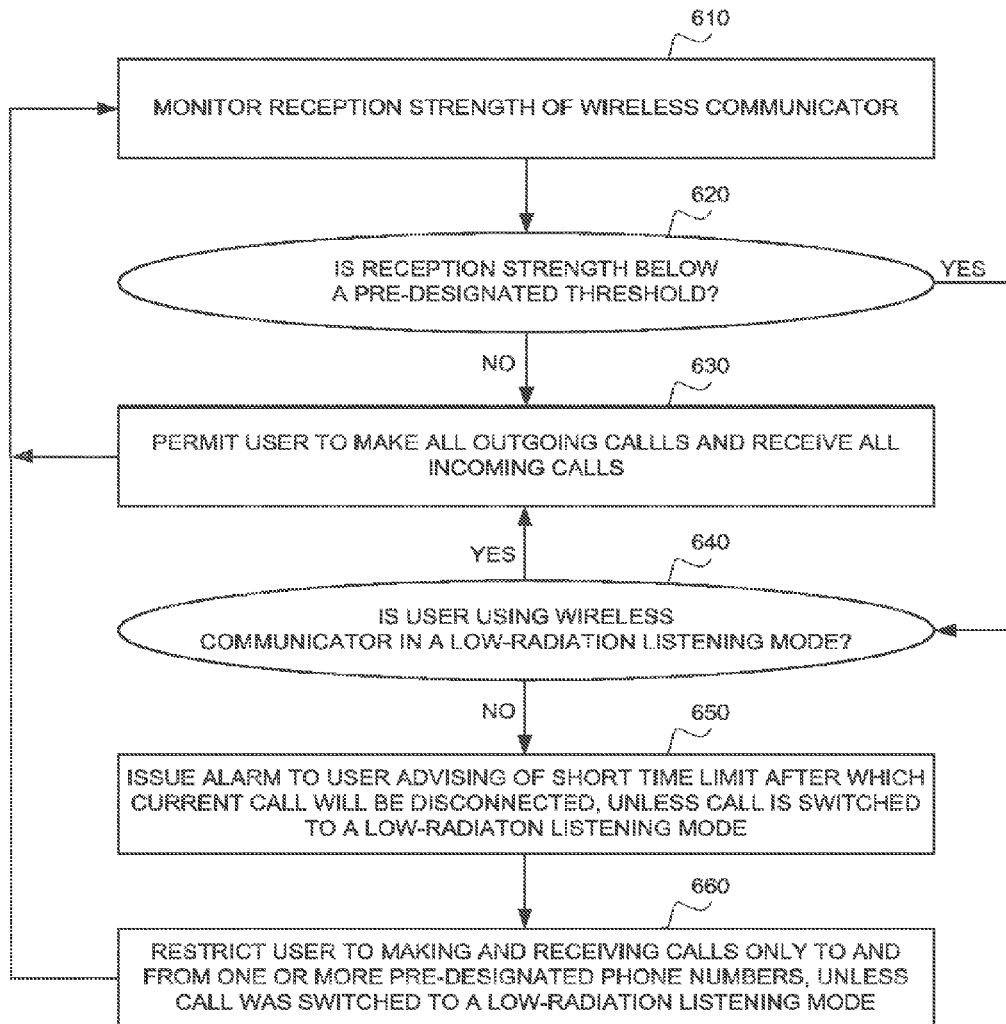 610
MONITOR RECEPTION STRENGTH OF WIRELESS COMMUNICATOR
620
IS RECEPTION STRENGTH BELOW
A PRE-DESIGNATED THRESHOLD?
YES
NO
630
PERMIT USER TO MAKE ALL OUTGOING CALLLS AND RECEIVE ALL
INCOMING CALLS
YES
640
IS USER USING WIRELESS
COMMUNICATOR IN A LOW-RADIATION LISTENING MODE?
NO
650
ISSUE ALARM TO USER ADVISING OF SHORT TIME LIMIT AFTER WHICH
CURRENT CALL WILL BE DISCONNECTED, UNLESS CALL IS SWITCHED
TO A LOW-RADIATON LISTENING MODE
660
RESTRICT USER TO MAKING AND RECEIVING CALLS ONLY TO AND
FROM ONE OR MORE PRE-DESIGNATED PHONE NUMBERS, UNLESS
CALL WAS SWITCHED TO A LOW-RADIATION LISTENING MODE